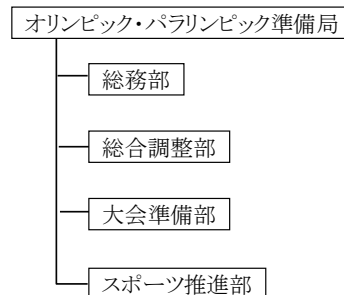 オリンピック・パラリンピック準備局
総務部
総合調整部
大会準備部
スポーツ推進部